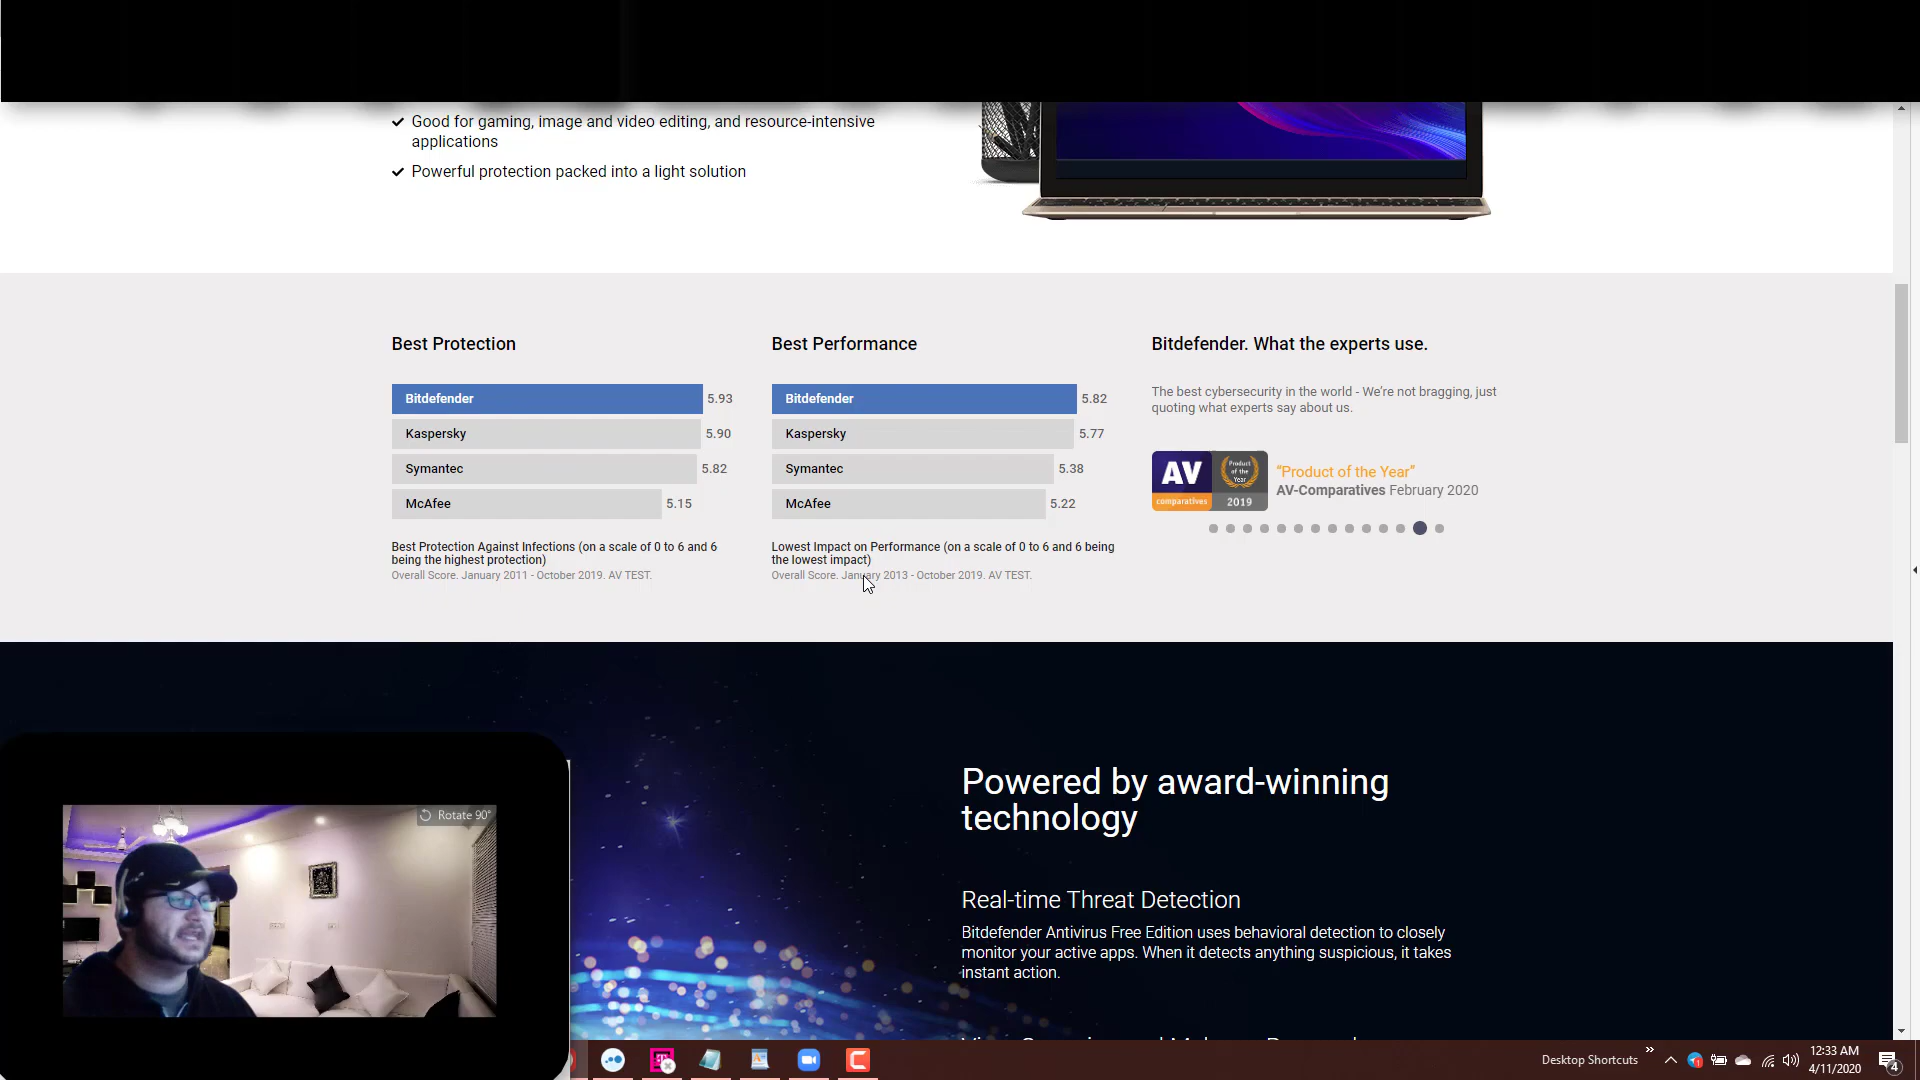 Good for gaming, image and video editing, and resource-intensive
applications
Powerful protection packed into a light solution
Best Protection
Bitdefender 5.93
Kaspersky 5.90
Symantec 5.82
McAfee 5.15
Best Protection Against Infections (on a scale of 0 to 6 and 6
being the highest protection)
Overall Score. January 2011 - October 2019. AV TEST.
Best Performance
Bitdefender 5.82
Kaspersky 5.77
Symantec 5.38
McAfee 5.22
Lowest Impact on Performance (on a scale of 0 to 6 and 6 being
the lowest impact)
Overall Score. January 2013 - October 2019. AV TEST.
Bitdefender. What the experts use.
The best cybersecurity in the world - We're not bragging, just
quoting what experts say about us.
AV
comparatives
Product
of the
Year
2019
“Product of the Year”
AV-Comparatives February 2020
Powered by award-winning
technology
Real-time Threat Detection
Bitdefender Antivirus Free Edition uses behavioral detection to closely
monitor your active apps. When it detects anything suspicious, it takes
instant action.
Rotate 90°
Desktop Shortcuts
12:33 AM
4/11/2020
4